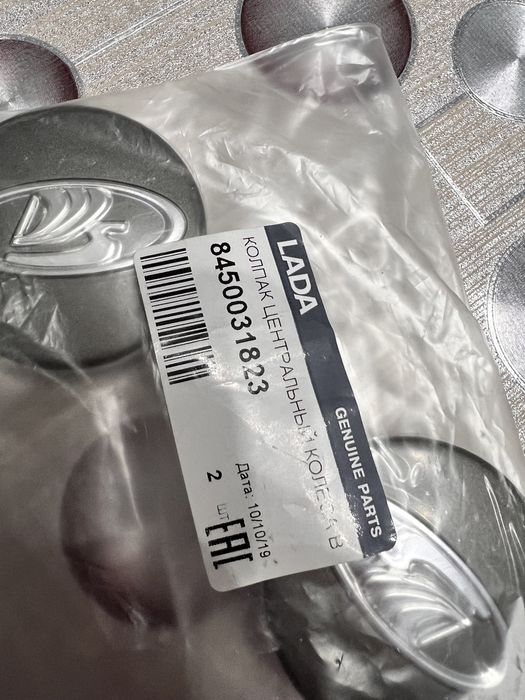 LADA GENUINE PARTS
КОЛПАК ЦЕНТРАЛЬНЫЙ КОЛЕСА В
8450031823
Дата: 10/10/19
2 шт
EAC